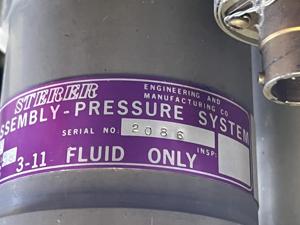 STERER ENGINEERING AND
MANUFACTURING CO
SSEMBLY-PRESSURE SYSTEM
SERIAL NO: 2086
3-11 FLUID ONLY INSP: